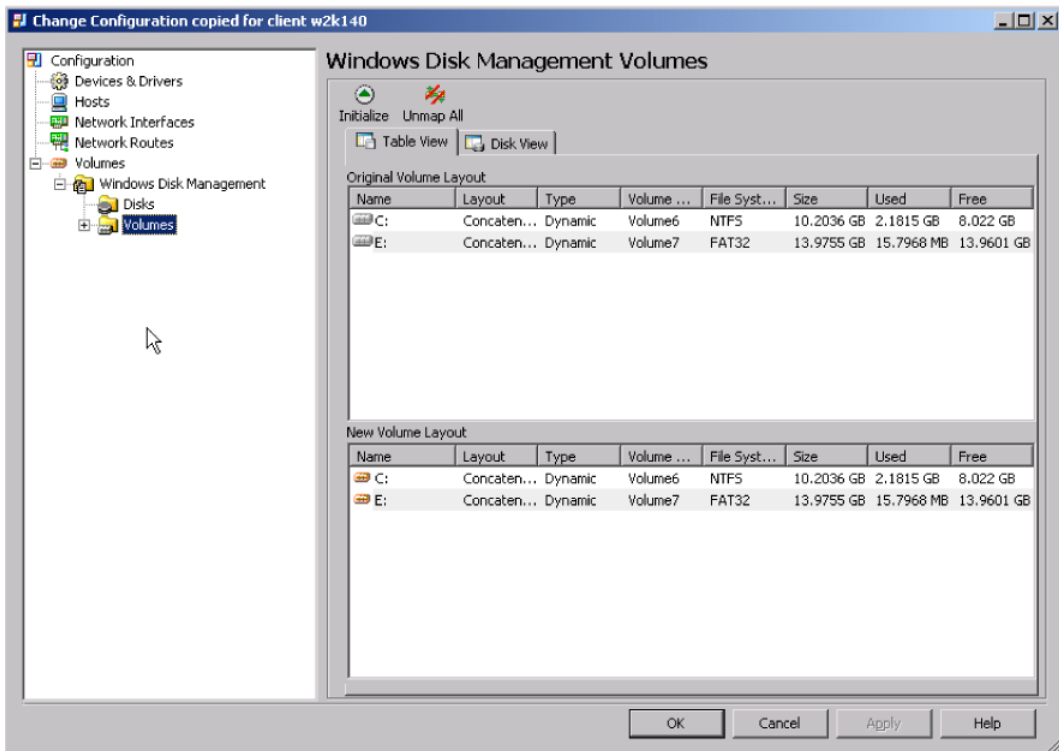 Change Configuration copied for client w2k140
Configuration
Devices & Drivers
Hosts
Network Interfaces
Network Routes
Volumes
Windows Disk Management
Disks
Volumes
Windows Disk Management Volumes
Initialize Unmap All
Table View Disk View
Original Volume Layout
Name Layout Type Volume ... File Syst... Size Used Free
C: Concaten... Dynamic Volume6 NTFS 10.2036 GB 2.1815 GB 8.022 GB
E: Concaten... Dynamic Volume7 FAT32 13.9755 GB 15.7968 MB 13.9601 GB
New Volume Layout
Name Layout Type Volume ... File Syst... Size Used Free
C: Concaten... Dynamic Volume6 NTFS 10.2036 GB 2.1815 GB 8.022 GB
E: Concaten... Dynamic Volume7 FAT32 13.9755 GB 15.7968 MB 13.9601 GB
OK Cancel Apply Help